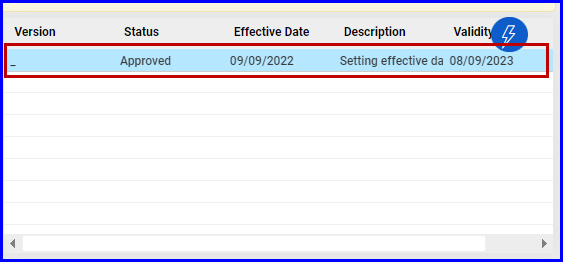 Version Status Effective Date Description Validity
_ Approved 09/09/2022 Setting effective da 08/09/2023